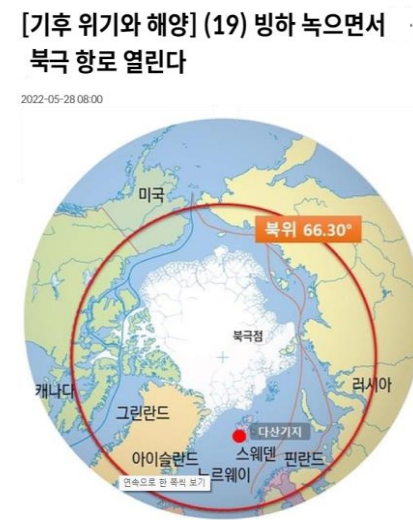 [기후 위기와 해양] (19) 빙하 녹으면서
북극 항로 열린다
2022-05-28 08:00
미국
북위 66.30°
북극점
캐나다
러시아
그린란드
다산기지
스웨덴
핀란드
아이슬란드
노르웨이
연속으로 한 쪽씩 보기